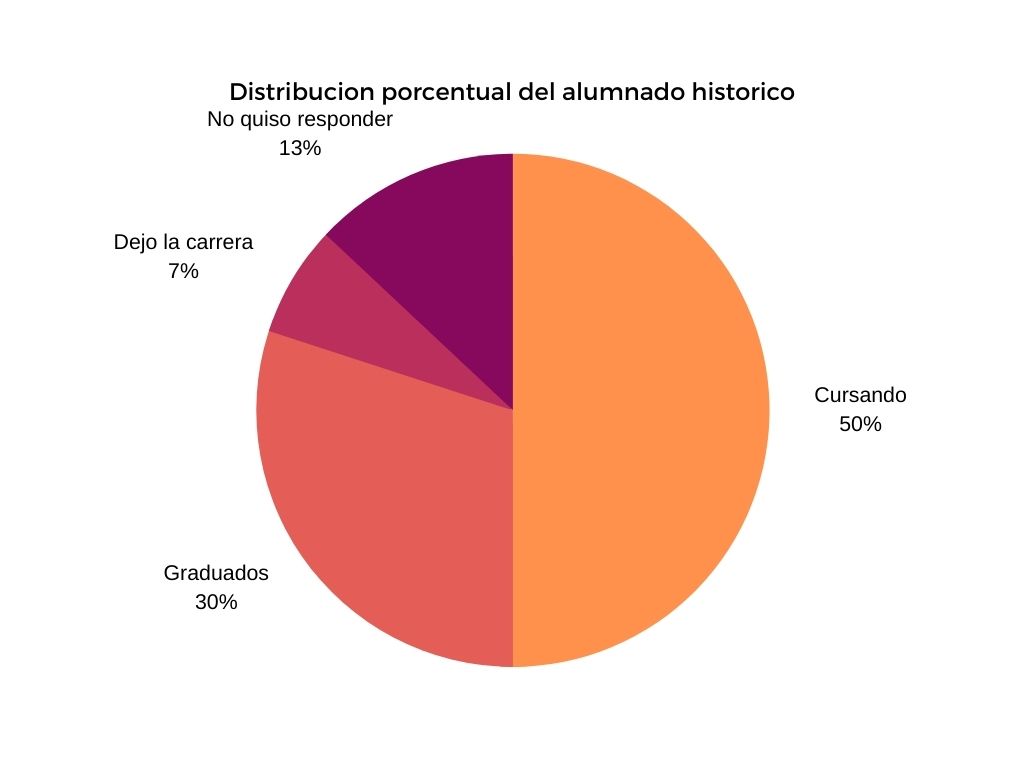 Distribucion porcentual del alumnado historico
No quiso responder
13%
Dejo la carrera
7%
Cursando
50%
Graduados
30%